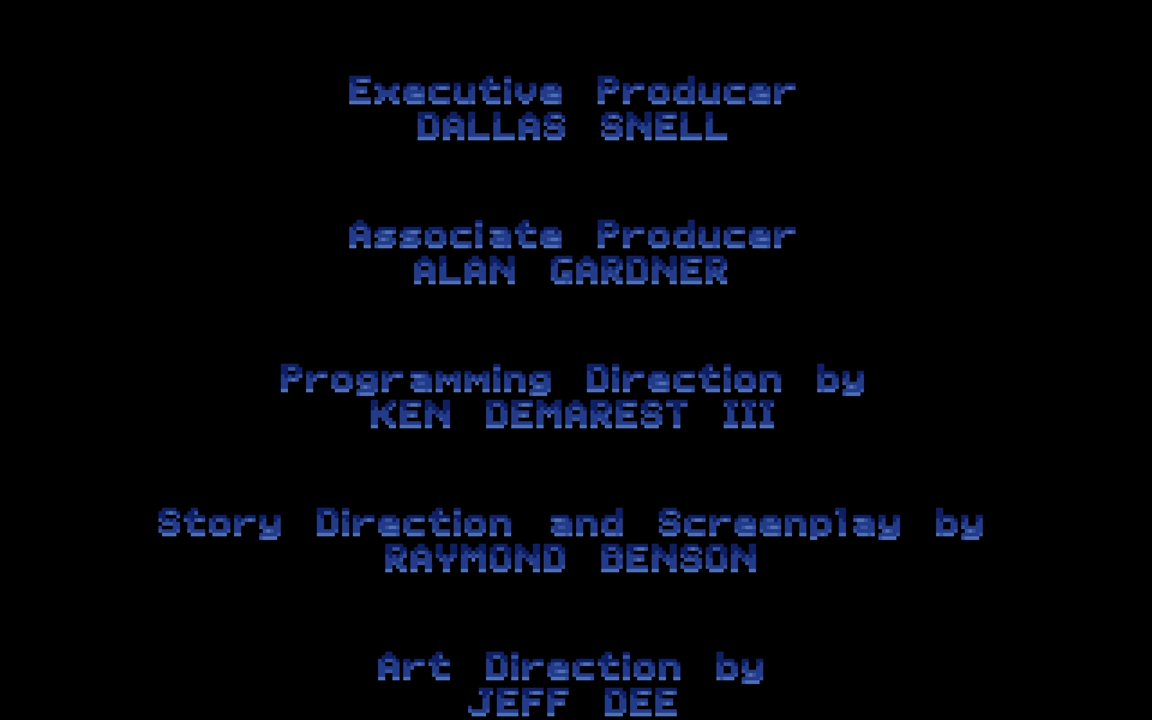 Executive Producer
DALLAS SNELL
Associate Producer
ALAN GARDNER
Programming Direction by
KEN DEMAREST III
Story Direction and Screenplay by
RAYMOND BENSON
Art Direction by
JEFF DEE